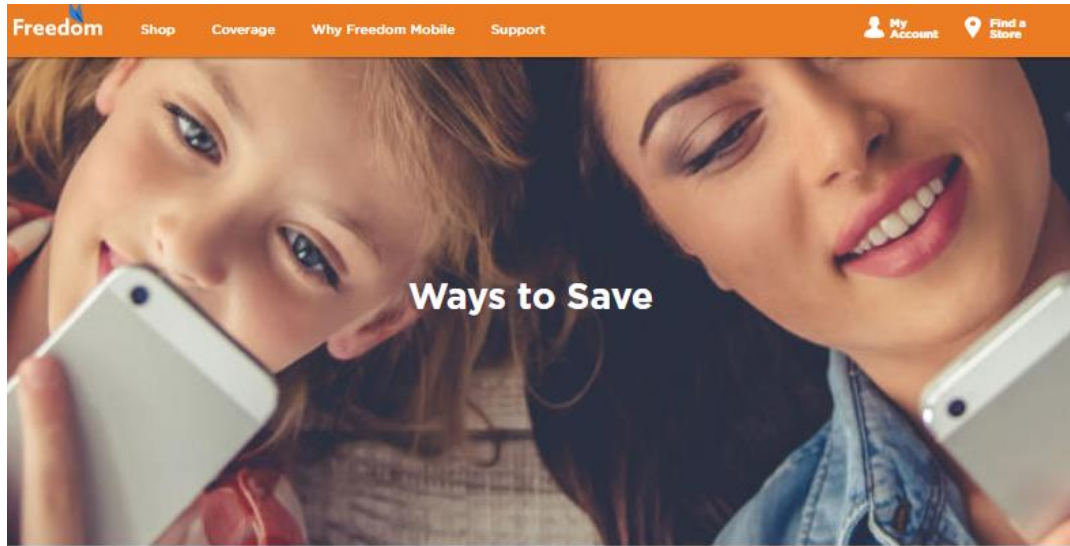 Freedom
Shop
Coverage
Why Freedom Mobile
Support
My
Account
Find a
Store
Ways to Save